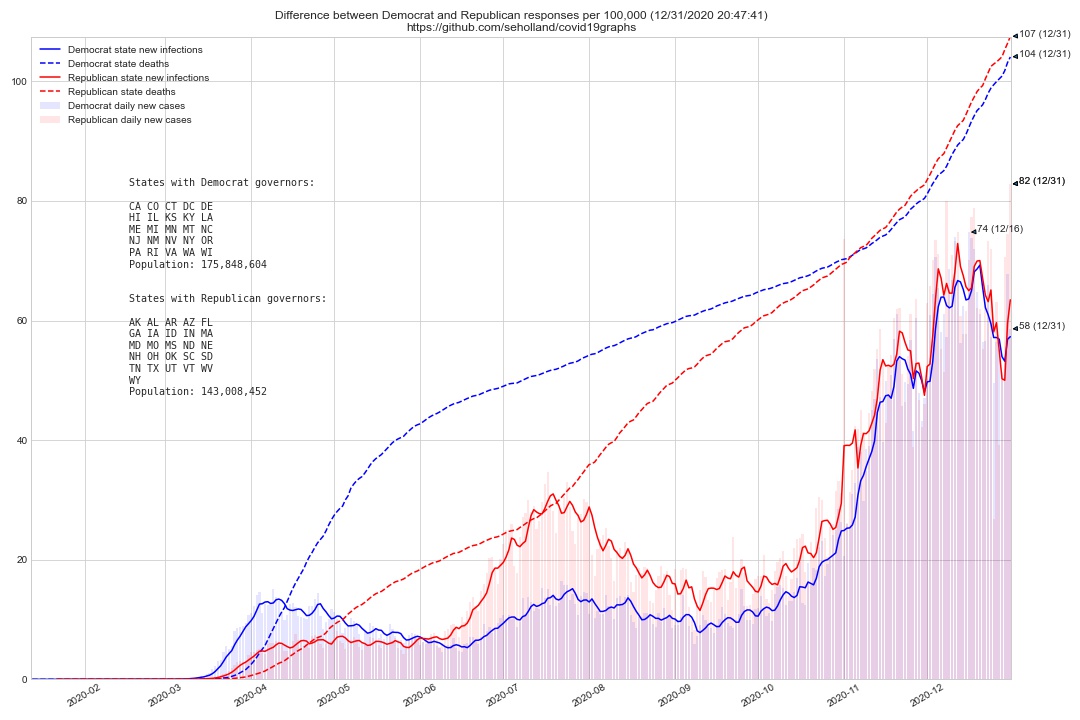 Difference between Democrat and Republican responses per 100,000 (12/31/2020 20:47:41)
https://github.com/seholland/covid19graphs
Democrat state new infections
Democrat state deaths
Republican state new infections
Republican state deaths
Democrat daily new cases
Republican daily new cases
States with Democrat governors:
CA CO CT DC DE
HI IL KS KY LA
ME MI MN MT NC
NJ NM NV NY OR
PA RI VA WA WI
Population: 175,848,604
States with Republican governors:
AK AL AR AZ FL
GA IA ID IN MA
MD MO MS ND NE
NH OH OK SC SD
TN TX UT VT WV
WY
Population: 143,008,452
107 (12/31)
104 (12/31)
82 (12/31)
74 (12/16)
58 (12/31)
100
80
60
40
20
0
2020-02
2020-03
2020-04
2020-05
2020-06
2020-07
2020-08
2020-09
2020-10
2020-11
2020-12